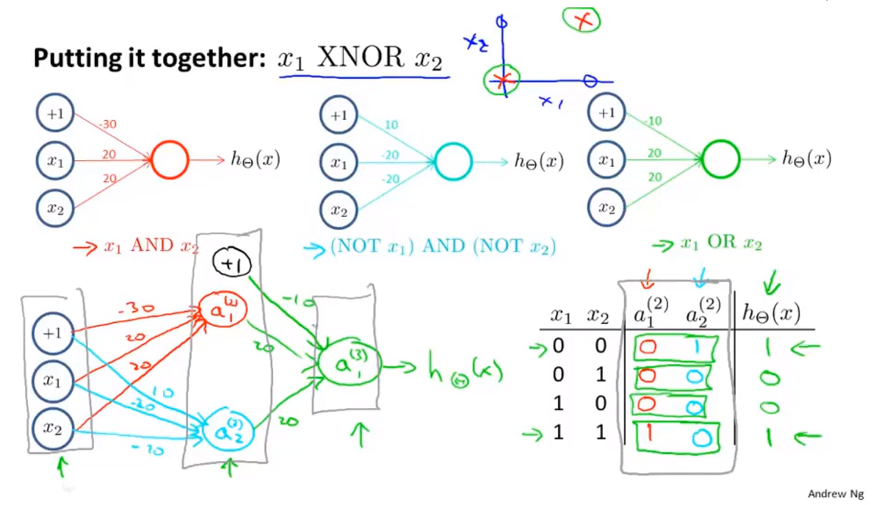 Putting it together: x₁ XNOR x₂
x₂
x₁
+1
x₁
x₂
-30
20
20
hΘ(x)
→ x₁ AND x₂
+1
x₁
x₂
10
-20
-20
hΘ(x)
→ (NOT x₁) AND (NOT x₂)
+1
x₁
x₂
-10
20
20
hΘ(x)
→ x₁ OR x₂
+1
x₁
x₂
-30
20
20
10
-20
+1
a₁
a₂
-10
20
20
a₁⁽³⁾
→ hΘ(x)
x₁ x₂ a₁⁽²⁾ a₂⁽²⁾ hΘ(x)
→ 0 0 0 1 1 ←
0 1 0 0 0
1 0 0 0 0
→ 1 1 1 0 1 ←
Andrew Ng